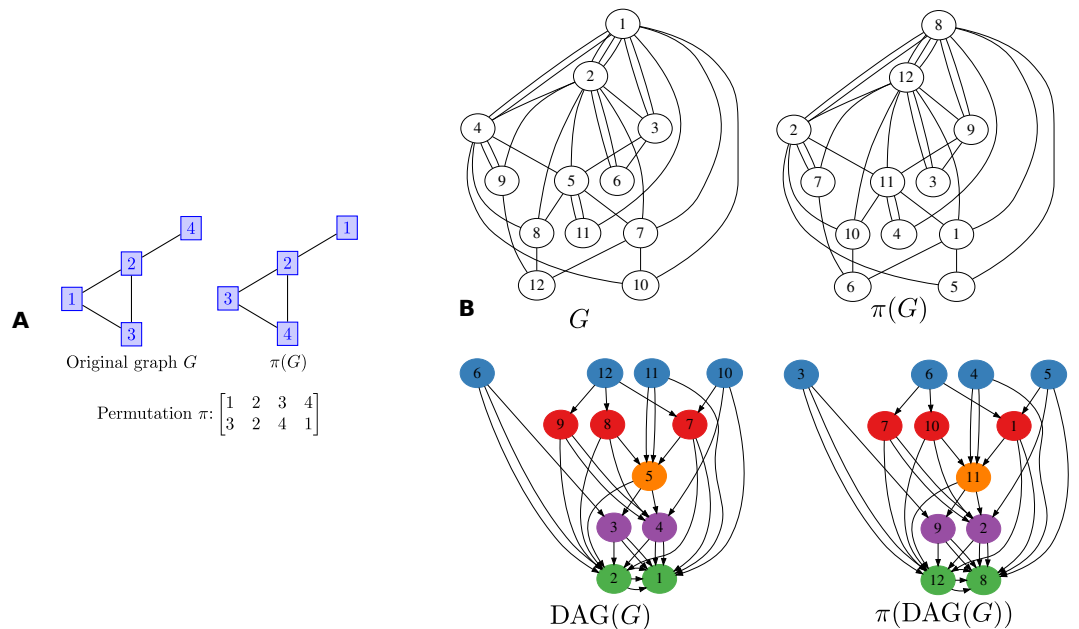 A
4
2
1
3
Original graph G
1
2
3
4
π(G)
Permutation π: [1 2 3 4
3 2 4 1]
B
1
2
4 3
9 5 6
8 11 7
12 10
G
8
12
2 9
7 11 3
10 4 1
6 5
π(G)
6 12 11 10
9 8 7
5
3 4
2 1
DAG(G)
3 6 4 5
7 10 1
11
9 2
12 8
π(DAG(G))